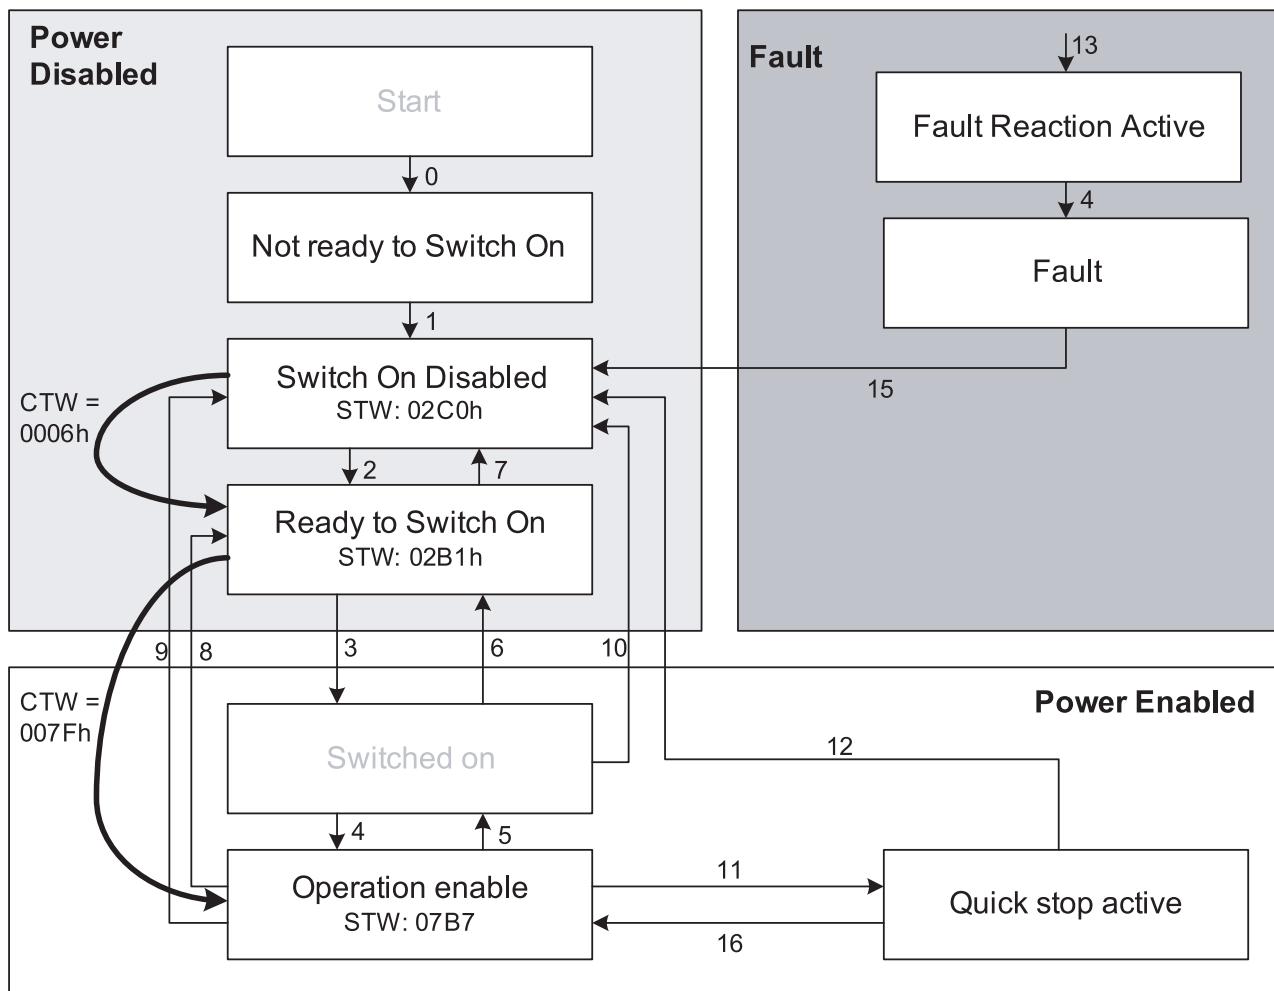 Power
Disabled
Start
0
Not ready to Switch On
1
Switch On Disabled
STW: 02C0h
CTW =
0006h
2
7
Ready to Switch On
STW: 02B1h
9
8
3
6
10
Fault
13
Fault Reaction Active
4
Fault
15
CTW =
007Fh
Power Enabled
Switched on
12
4
5
Operation enable
STW: 07B7
11
16
Quick stop active